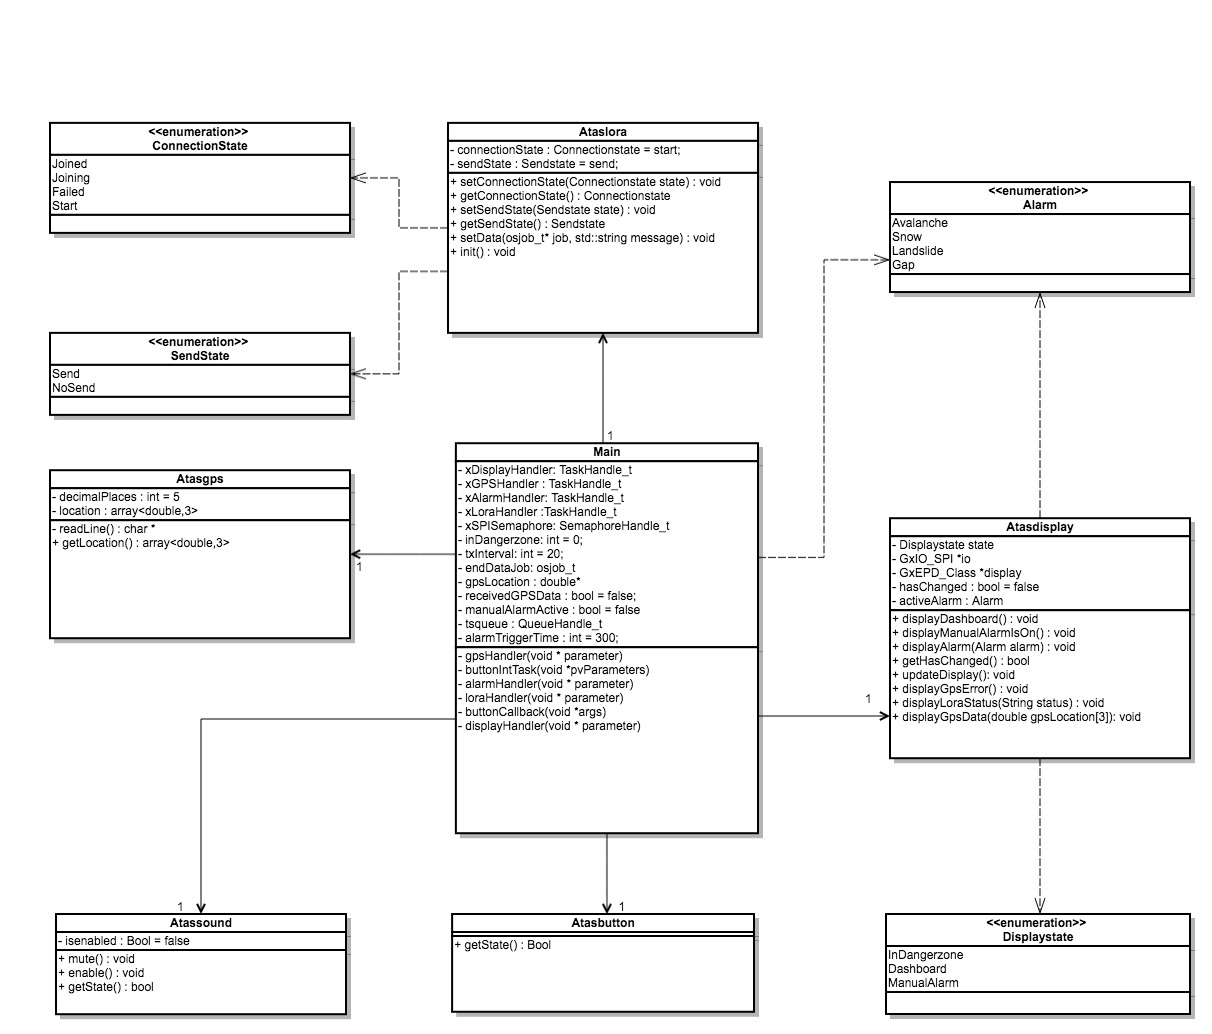 <<enumeration>>
ConnectionState
Joined
Joining
Failed
Start
Ataslora
- connectionState : Connectionstate = start;
- sendState : Sendstate = send;
+ setConnectionState(Connectionstate state) : void
+ getConnectionState() : Connectionstate
+ setSendState(Sendstate state) : void
+ getSendState() : Sendstate
+ setData(osjob_t* job, std::string message) : void
+ init() : void
<<enumeration>>
Alarm
Avalanche
Snow
Landslide
Gap
<<enumeration>>
SendState
Send
NoSend
1
Main
- xDisplayHandler: TaskHandle_t
- xGPSHandler : TaskHandle_t
- xAlarmHandler: TaskHandle_t
- xLoraHandler :TaskHandle_t
- xSPISemaphore: SemaphoreHandle_t
- inDangerzone: int = 0;
- txInterval: int = 20;
- endDataJob: osjob_t
- gpsLocation : double*
- receivedGPSData : bool = false;
- manualAlarmActive : bool = false
- tsqueue : QueueHandle_t
- alarmTriggerTime : int = 300;
- gpsHandler(void * parameter)
- buttonIntTask(void *pvParameters)
- alarmHandler(void * parameter)
- loraHandler(void * parameter)
- buttonCallback(void *args)
- displayHandler(void * parameter)
Atasgps
- decimalPlaces : int = 5
- location : array<double,3>
- readLine() : char *
+ getLocation() : array<double,3>
1
Atasdisplay
- Displaystate state
- GxIO_SPI *io
- GxEPD_Class *display
- hasChanged : bool = false
- activeAlarm : Alarm
+ displayDashboard() : void
+ displayManualAlarmIsOn() : void
+ displayAlarm(Alarm alarm) : void
+ getHasChanged() : bool
+ updateDisplay(): void
+ displayGpsError() : void
+ displayLoraStatus(String status) : void
+ displayGpsData(double gpsLocation[3]): void
1
1
Atassound
- isenabled : Bool = false
+ mute() : void
+ enable() : void
+ getState() : bool
1
Atasbutton
+ getState() : Bool
<<enumeration>>
Displaystate
InDangerzone
Dashboard
ManualAlarm